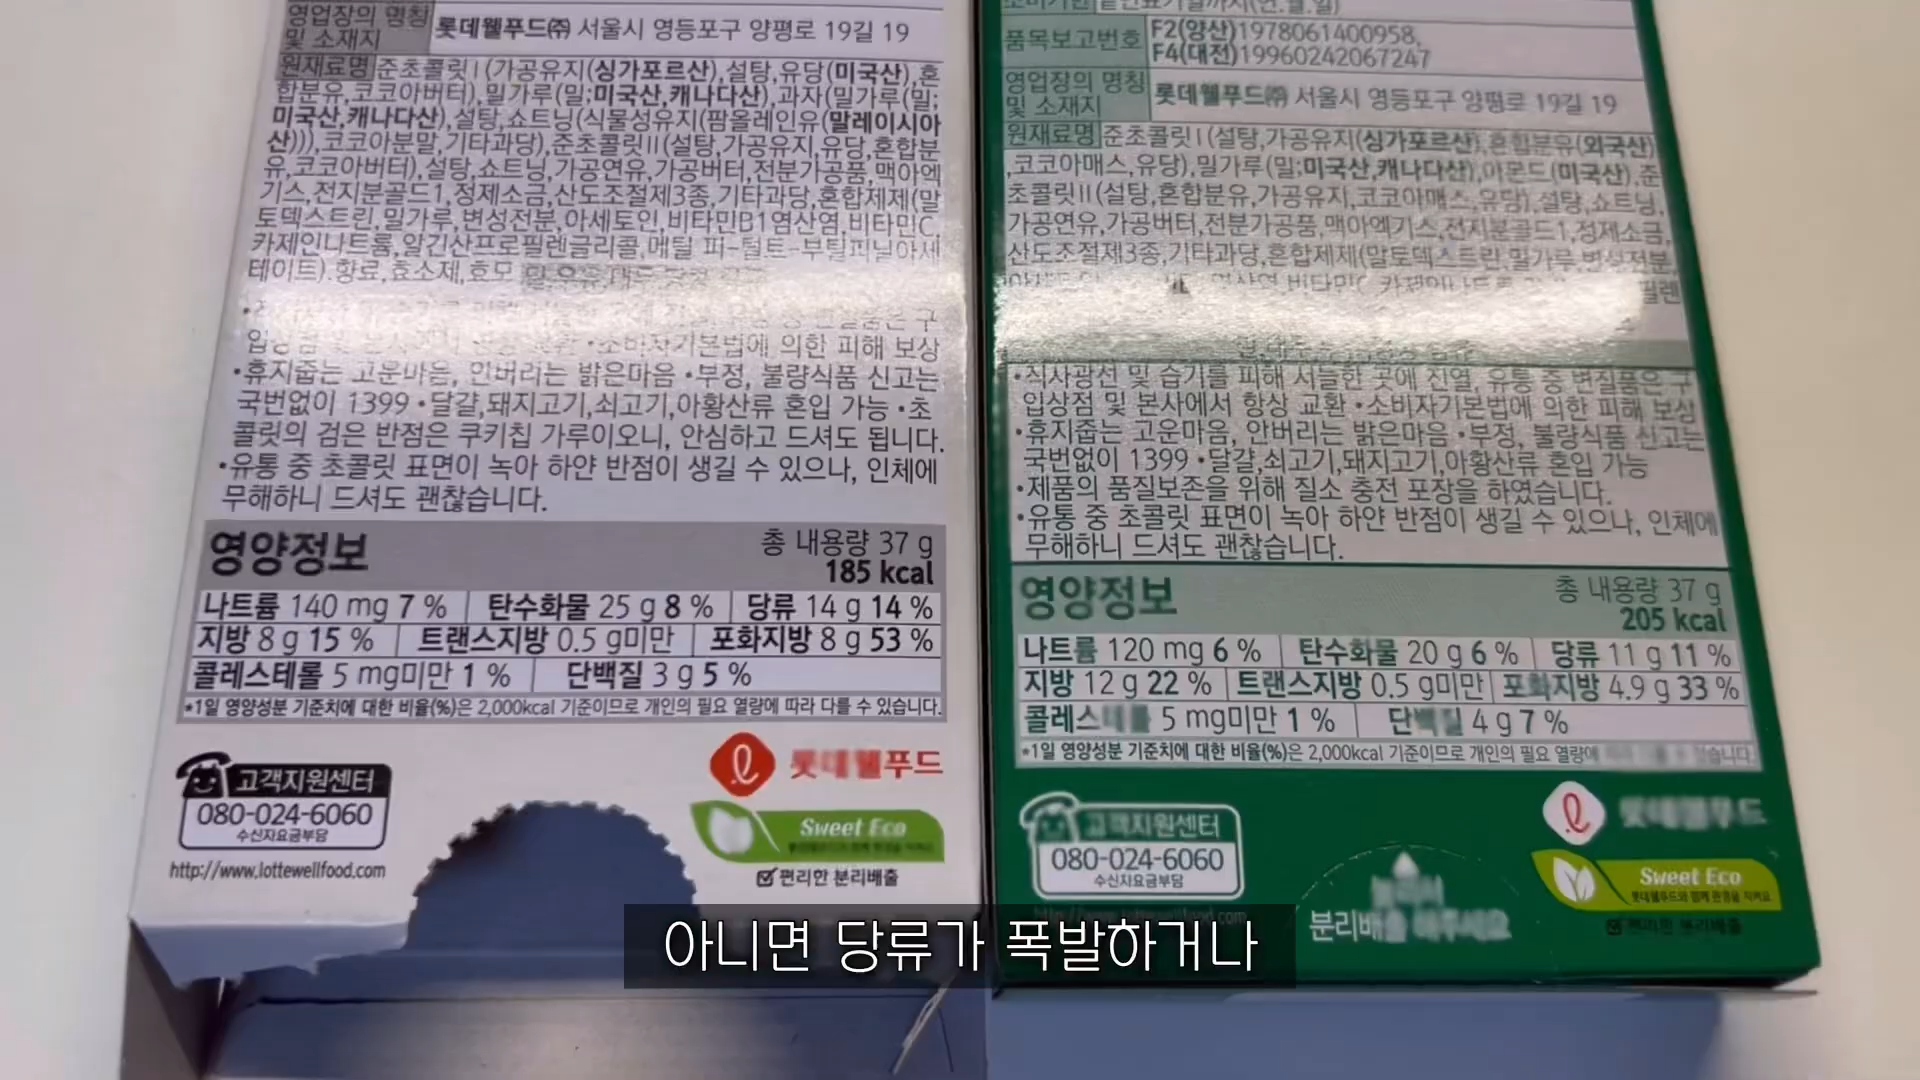 영업장의 명칭 및 소재지
롯데웰푸드㈜ 서울시 영등포구 양평로 19길 19
원재료명 준초콜릿Ⅰ(가공유지(싱가포르산),설탕,유당(미국산),혼
합분유,코코아버터),밀가루(밀;미국산,캐나다산),과자(밀가루(밀;
미국산,캐나다산),설탕,쇼트닝(식물성유지(팜올레인유(말레이시아
산))),코코아분말,기타과당),준초콜릿Ⅱ(설탕,가공유지,유당,혼합분
유,코코아버터),설탕,쇼트닝,가공연유,가공버터,전분가공품,맥아엑
기스,전지분골드1,정제소금,산도조절제3종,기타과당,혼합제제(말
토덱스트린,밀가루,변성전분,아세토인,비타민B1염산염,비타민C,
카제인나트륨,알긴산프로필렌글리콜,메틸 피-털트-부틸피닐아세
테이트),향료,효소제,효모
입상점 및 소비자기본법에 의한 피해 보상
•휴지줍는 고운마음, 안버리는 밝은마음 •부정, 불량식품 신고는
국번없이 1399 •달걀,돼지고기,쇠고기,아황산류 혼입 가능 •초
콜릿의 검은 반점은 쿠키칩 가루이오니, 안심하고 드셔도 됩니다.
•유통 중 초콜릿 표면이 녹아 하얀 반점이 생길 수 있으나, 인체에
무해하니 드셔도 괜찮습니다.
영양정보
총 내용량 37 g
185 kcal
나트륨 140 mg 7 % 탄수화물 25 g 8 % 당류 14 g 14 %
지방 8 g 15 % 트랜스지방 0.5 g미만 포화지방 8 g 53 %
콜레스테롤 5 mg미만 1 % 단백질 3 g 5 %
*1일 영양성분 기준치에 대한 비율(%)은 2,000kcal 기준이므로 개인의 필요 열량에 따라 다를 수 있습니다.
고객지원센터
080-024-6060
수신자요금부담
http://www.lottewellfood.com
롯데웰푸드
Sweet Eco
편리한 분리배출
품목보고번호
F2(양산)1978061400958,
F4(대전)19960242067247
영업장의 명칭 및 소재지
롯데웰푸드㈜ 서울시 영등포구 양평로 19길 19
원재료명 준초콜릿Ⅰ(설탕,가공유지(싱가포르산),혼합분유(외국산)
,코코아매스,유당),밀가루(밀;미국산,캐나다산),아몬드(미국산),준
초콜릿Ⅱ(설탕,혼합분유,가공유지,코코아매스,유당),설탕,쇼트닝,
가공연유,가공버터,전분가공품,맥아엑기스,전지분골드1,정제소금,
산도조절제3종,기타과당,혼합제제(말토덱스트린,밀가루,변성전분,
•직사광선 및 습기를 피해 서늘한 곳에 진열, 유통 중 변질품은 구
입상점 및 본사에서 항상 교환 •소비자기본법에 의한 피해 보상
•휴지줍는 고운마음, 안버리는 밝은마음 •부정, 불량식품 신고는
국번없이 1399 •달걀,쇠고기,돼지고기,아황산류 혼입 가능
•제품의 품질보존을 위해 질소 충전 포장을 하였습니다.
•유통 중 초콜릿 표면이 녹아 하얀 반점이 생길 수 있으나, 인체에
무해하니 드셔도 괜찮습니다.
영양정보
총 내용량 37 g
205 kcal
나트륨 120 mg 6 % 탄수화물 20 g 6 % 당류 11 g 11 %
지방 12 g 22 % 트랜스지방 0.5 g미만 포화지방 4.9 g 33 %
콜레스테롤 5 mg미만 1 % 단백질 4 g 7 %
*1일 영양성분 기준치에 대한 비율(%)은 2,000kcal 기준이므로 개인의 필요 열량에
고객지원센터
080-024-6060
수신자요금부담
분리배출 해주세요
Sweet Eco
롯데웰푸드와 함께 환경을 지켜요
아니면 당류가 폭발하거나